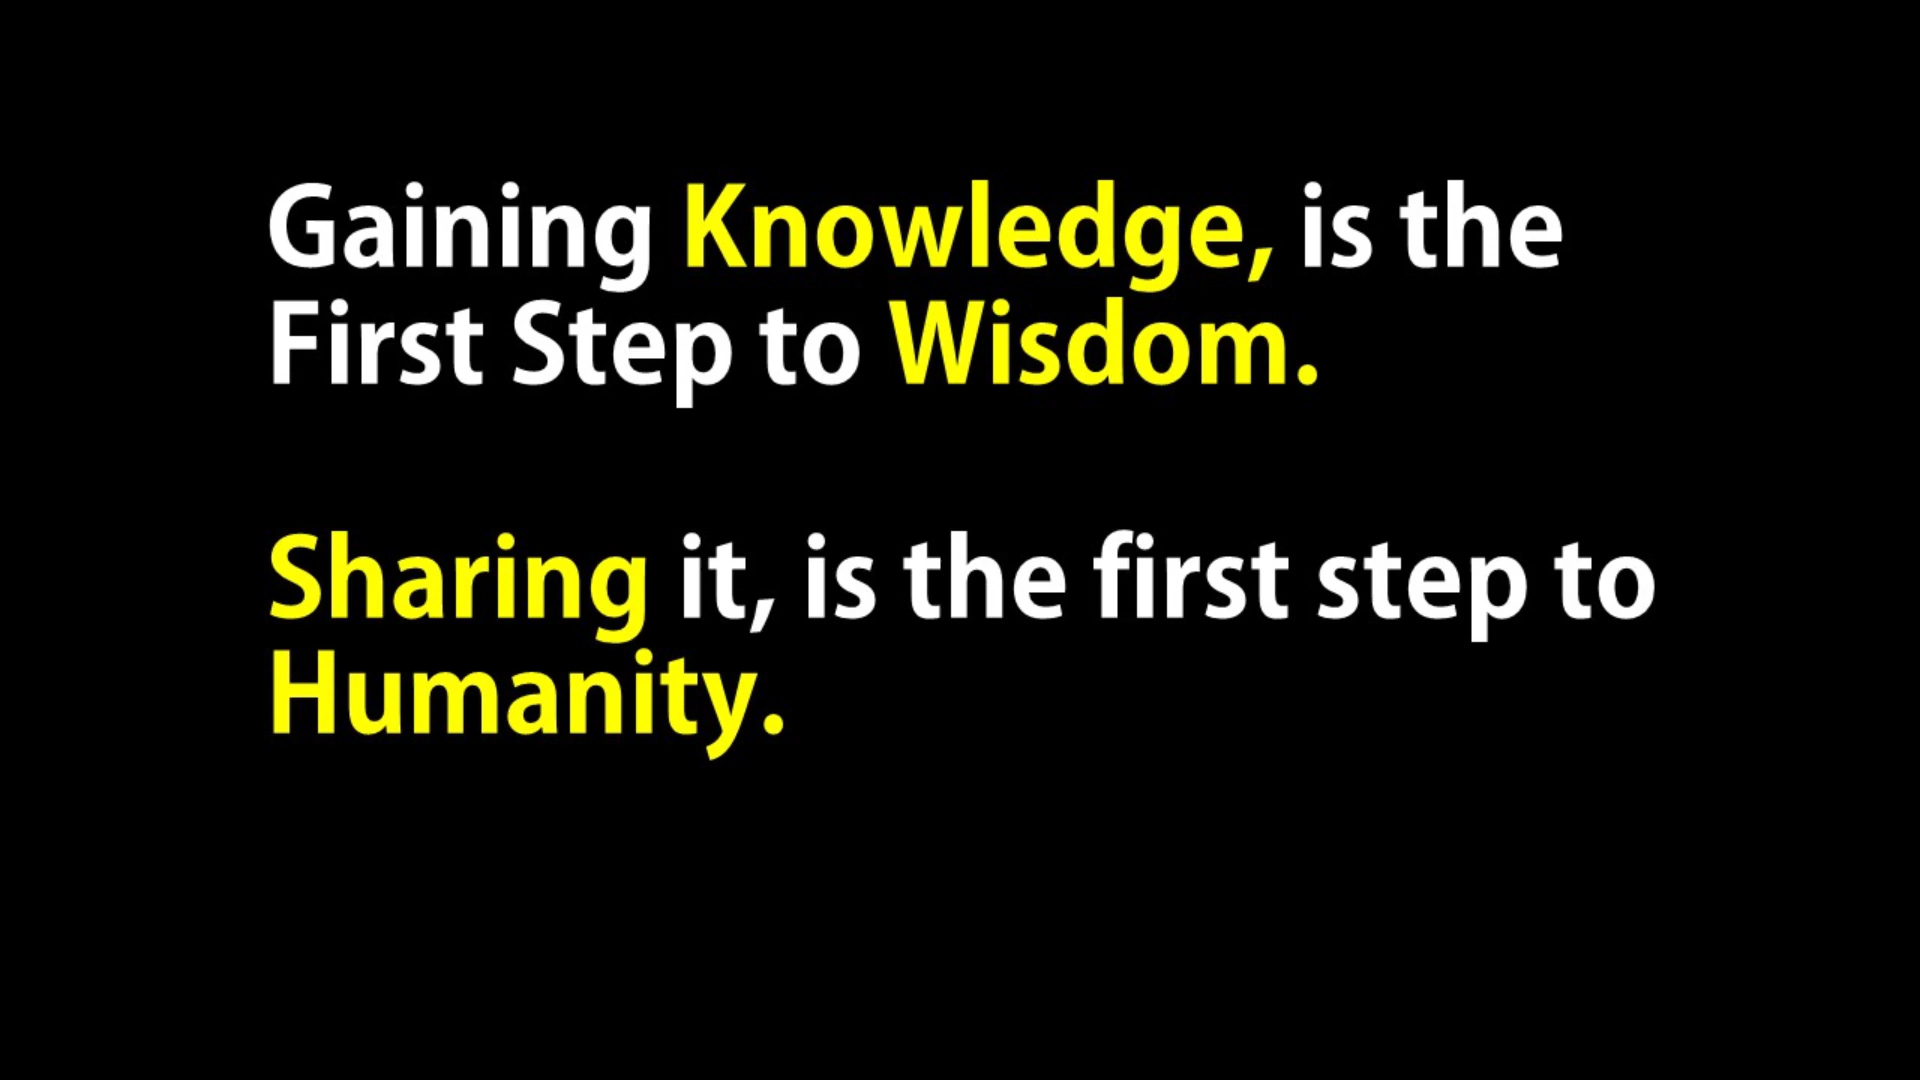 Gaining Knowledge, is the
First Step to Wisdom.
Sharing it, is the first step to
Humanity.